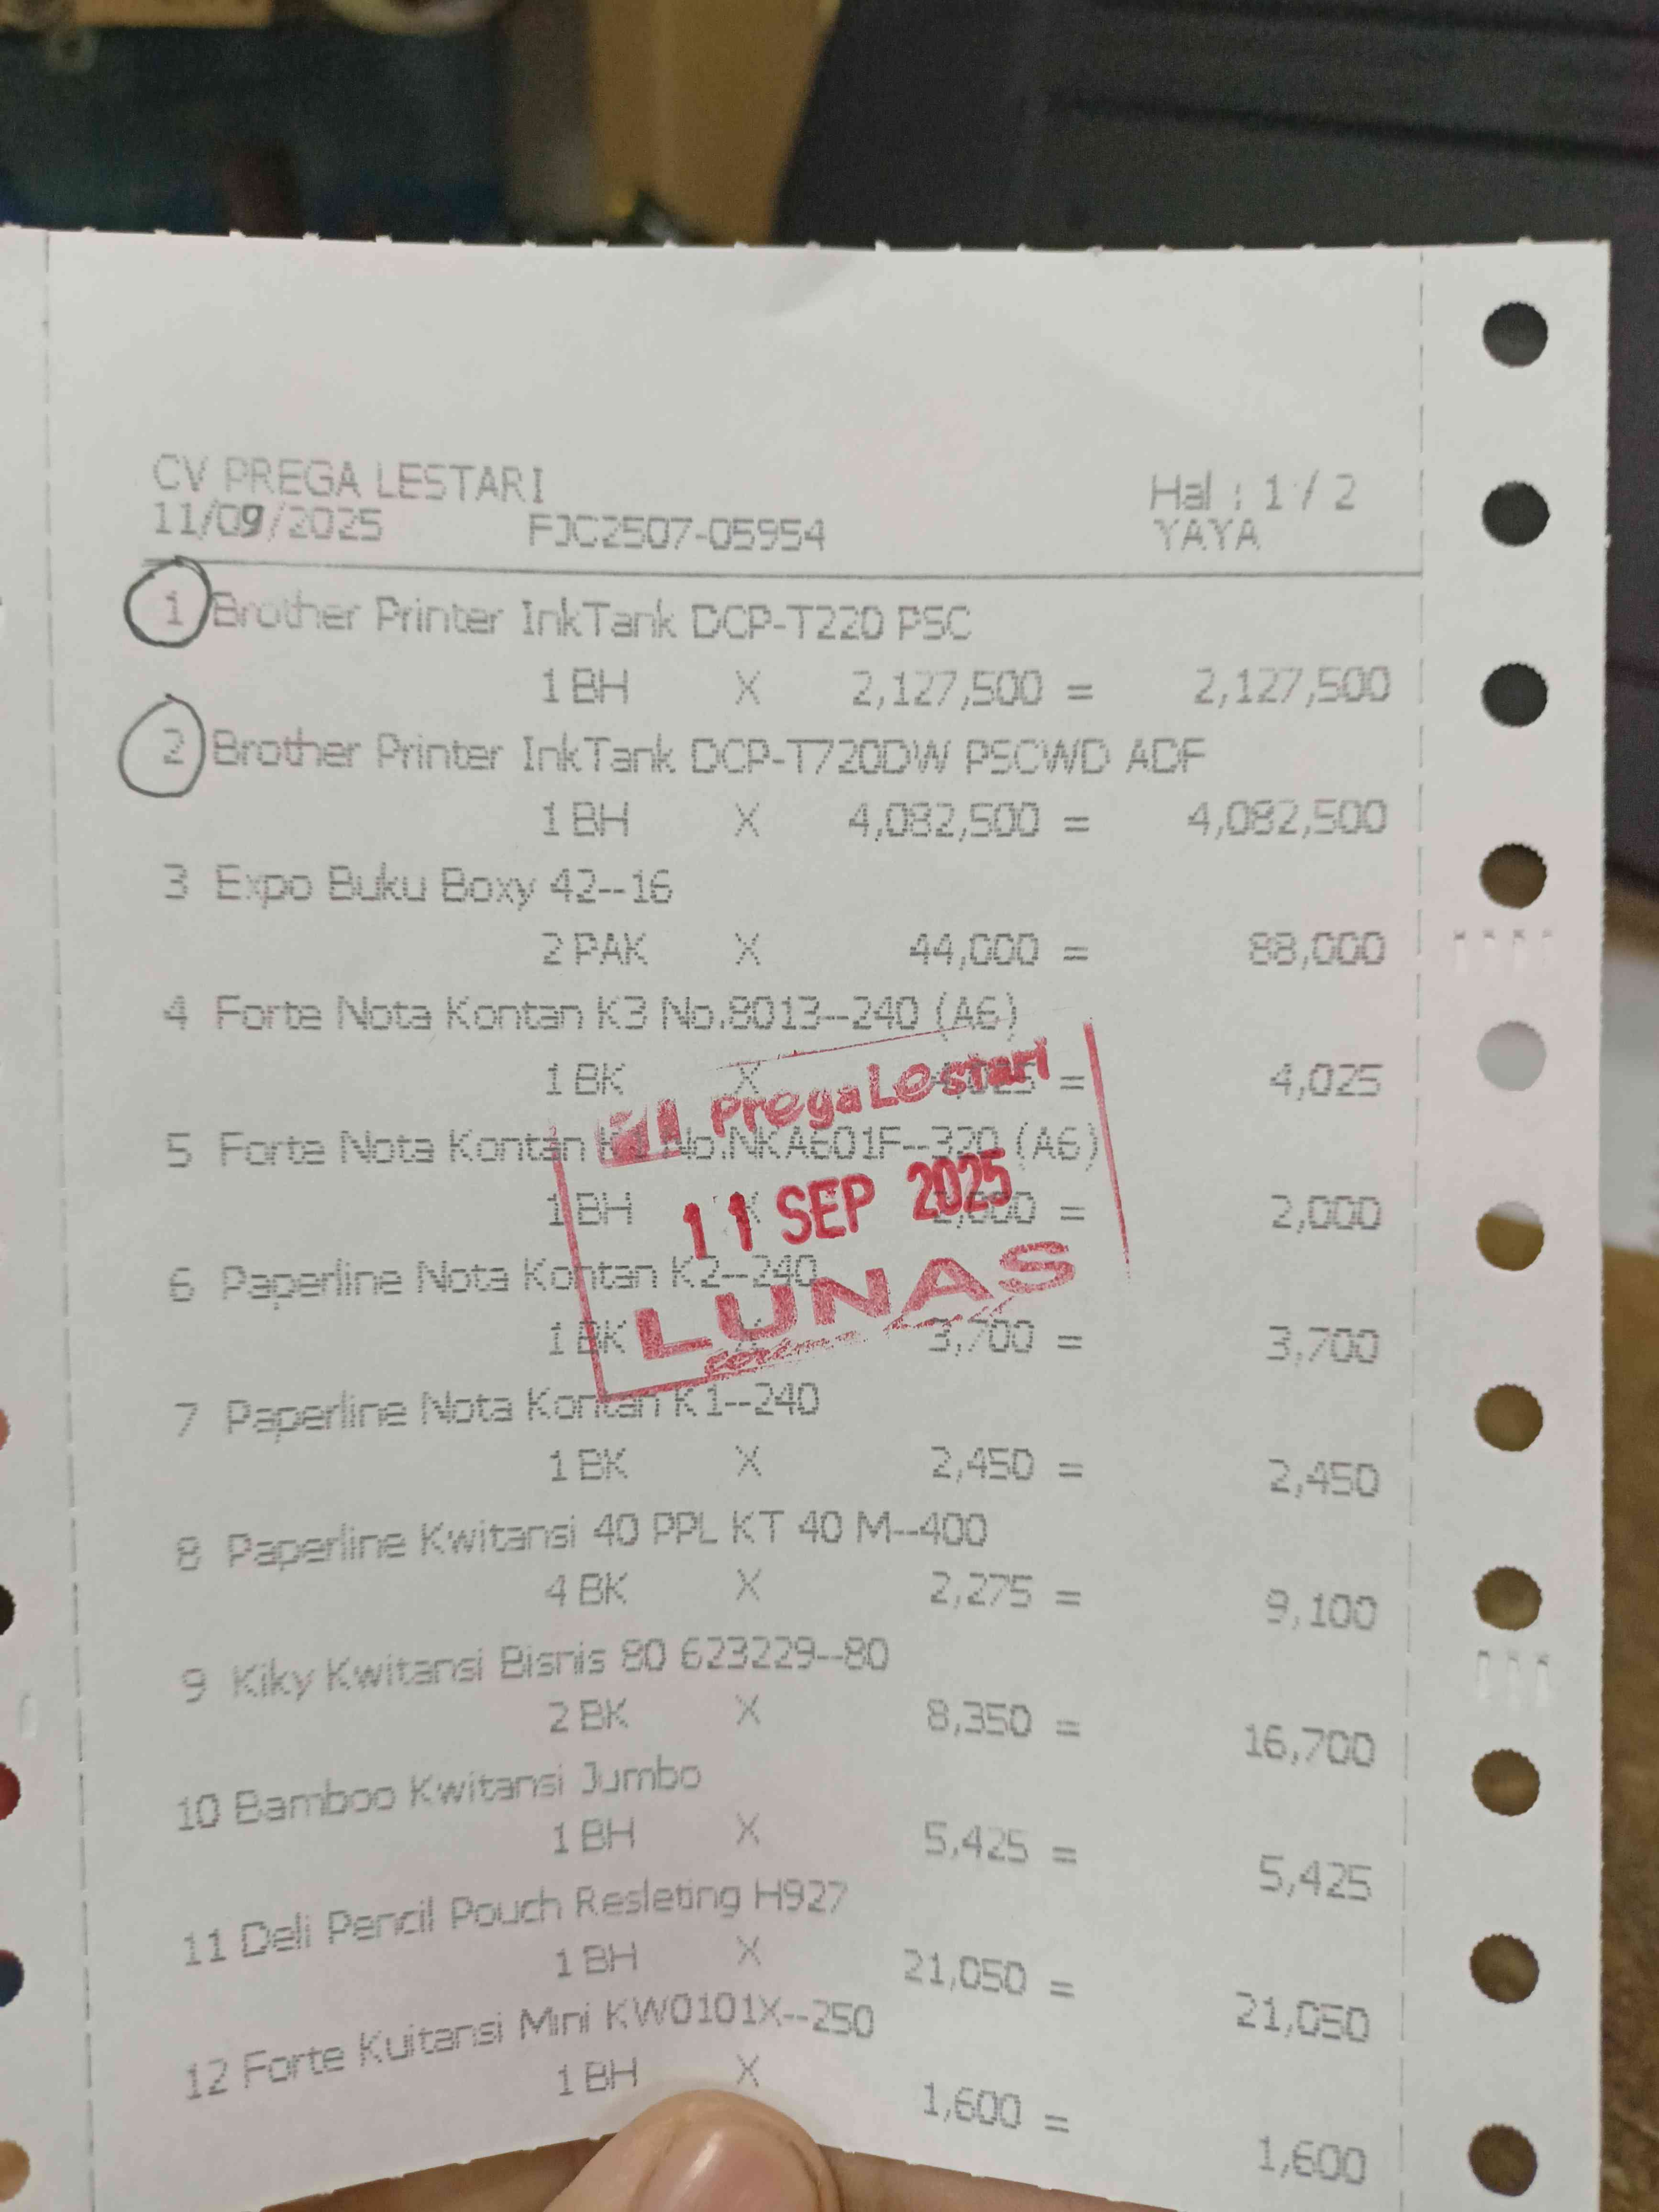 CV PREGA LESTARI Hal : 1 / 2
11/09/2025 FJC2507-05954 YAYA
1 Brother Printer InkTank DCP-T220 PSC
1 BH X 2,127,500 = 2,127,500
2 Brother Printer InkTank DCP-T720DW PSCWD ADF
1 BH X 4,082,500 = 4,082,500
3 Expo Buku Boxy 42--16
2 PAK X 44,000 = 88,000
4 Forte Nota Kontan K3 No.8013--240 (A6)
1 BK X = 4,025
PregaLestari
5 Forte Nota Kontan No.NKA601F--320 (A6)
1 BH X 2,000 = 2,000
11 SEP 2025
6 Paperline Nota Kontan K2--240
LUNAS
1 BK X 3,700 = 3,700
7 Paperline Nota Kontan K1--240
1 BK X 2,450 = 2,450
8 Paperline Kwitansi 40 PPL KT 40 M--400
4 BK X 2,275 = 9,100
9 Kiky Kwitansi Bisnis 80 623229--80
2 BK X 8,350 = 16,700
10 Bamboo Kwitansi Jumbo
1 BH X 5,425 = 5,425
11 Deli Pencil Pouch Resleting H927
1 BH X 21,050 = 21,050
12 Forte Kuitansi Mini KW0101X--250
1 BH X 1,600 = 1,600